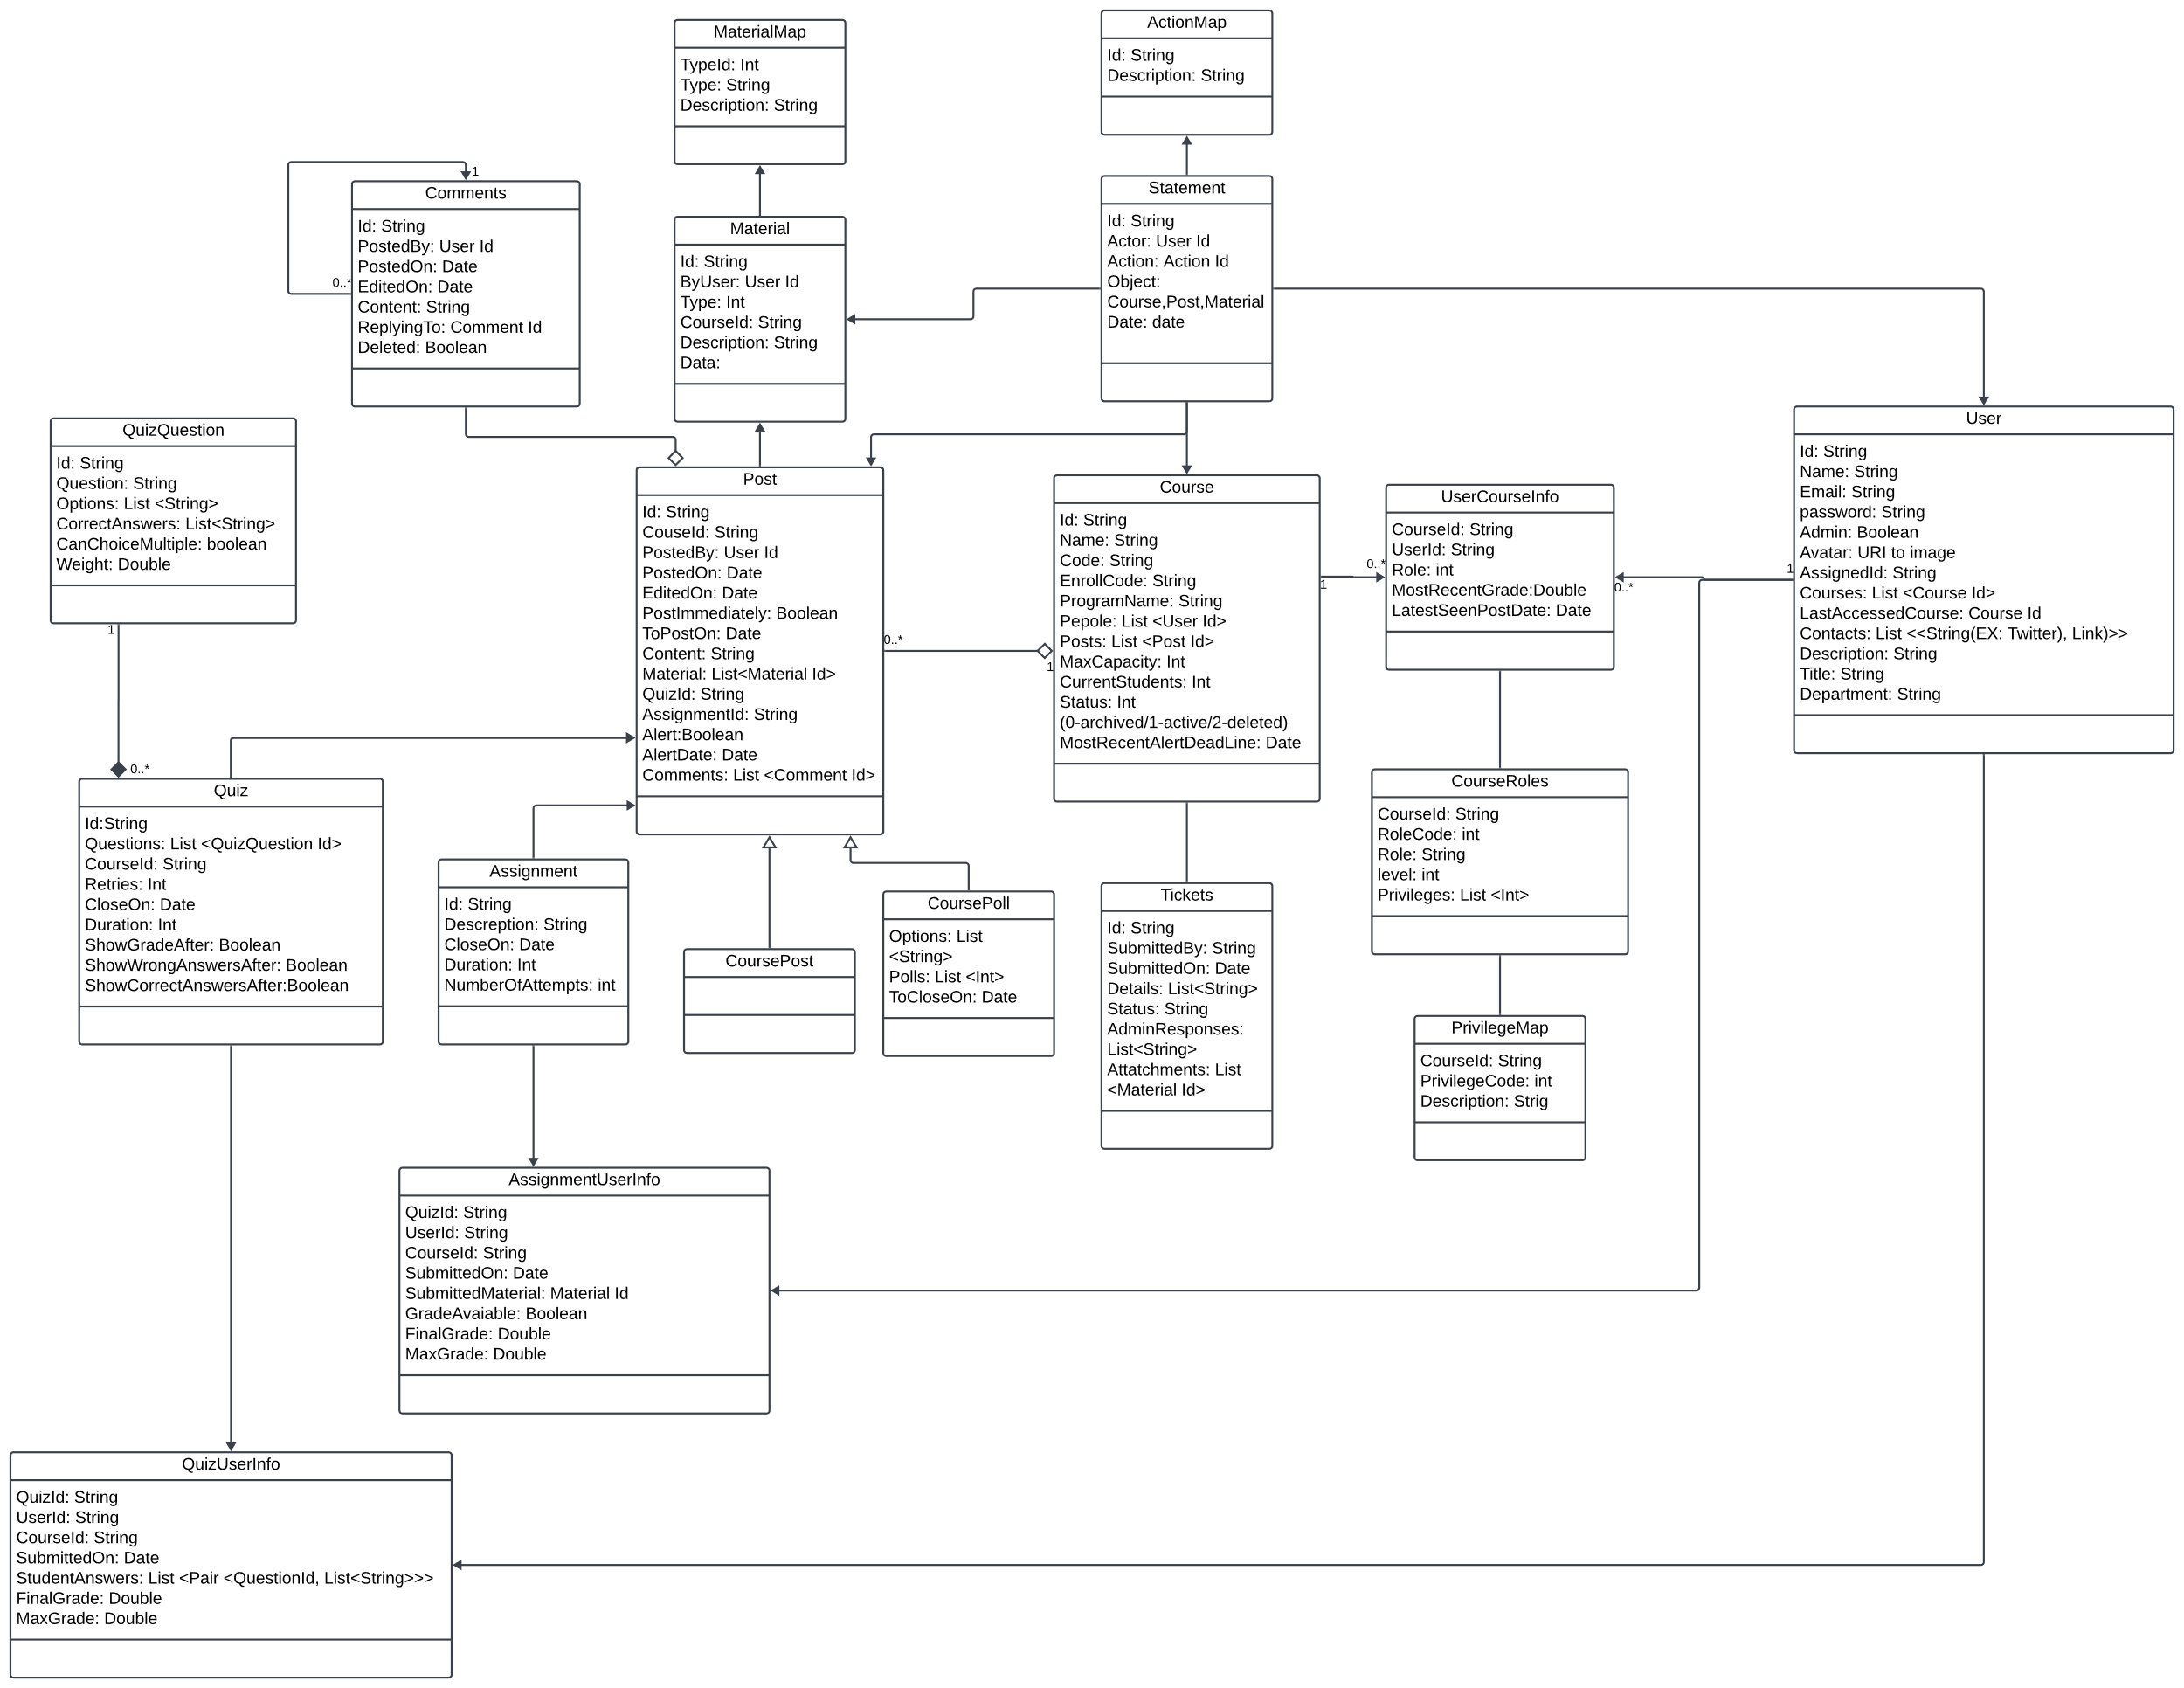 MaterialMap
TypeId: Int
Type: String
Description: String
ActionMap
Id: String
Description: String
Comments
Id: String
PostedBy: User Id
PostedOn: Date
EditedOn: Date
Content: String
ReplyingTo: Comment Id
Deleted: Boolean
1
0..*
Material
Id: String
ByUser: User Id
Type: Int
CourseId: String
Description: String
Data:
Statement
Id: String
Actor: User Id
Action: Action Id
Object:
Course,Post,Material
Date: date
QuizQuestion
Id: String
Question: String
Options: List <String>
CorrectAnswers: List<String>
CanChoiceMultiple: boolean
Weight: Double
1
0..*
Post
Id: String
CouseId: String
PostedBy: User Id
PostedOn: Date
EditedOn: Date
PostImmediately: Boolean
ToPostOn: Date
Content: String
Material: List<Material Id>
QuizId: String
AssignmentId: String
Alert:Boolean
AlertDate: Date
Comments: List <Comment Id>
0..*
1
Course
Id: String
Name: String
Code: String
EnrollCode: String
ProgramName: String
Pepole: List <User Id>
Posts: List <Post Id>
MaxCapacity: Int
CurrentStudents: Int
Status: Int
(0-archived/1-active/2-deleted)
MostRecentAlertDeadLine: Date
1
0..*
UserCourseInfo
CourseId: String
UserId: String
Role: int
MostRecentGrade:Double
LatestSeenPostDate: Date
0..*
1
User
Id: String
Name: String
Email: String
password: String
Admin: Boolean
Avatar: URI to image
AssignedId: String
Courses: List <Course Id>
LastAccessedCourse: Course Id
Contacts: List <<String(EX: Twitter), Link)>>
Description: String
Title: String
Department: String
Quiz
Id:String
Questions: List <QuizQuestion Id>
CourseId: String
Retries: Int
CloseOn: Date
Duration: Int
ShowGradeAfter: Boolean
ShowWrongAnswersAfter: Boolean
ShowCorrectAnswersAfter:Boolean
Assignment
Id: String
Descreption: String
CloseOn: Date
Duration: Int
NumberOfAttempts: int
CoursePost
CoursePoll
Options: List
<String>
Polls: List <Int>
ToCloseOn: Date
Tickets
Id: String
SubmittedBy: String
SubmittedOn: Date
Details: List<String>
Status: String
AdminResponses:
List<String>
Attatchments: List
<Material Id>
CourseRoles
CourseId: String
RoleCode: int
Role: String
level: int
Privileges: List <Int>
PrivilegeMap
CourseId: String
PrivilegeCode: int
Description: Strig
AssignmentUserInfo
QuizId: String
UserId: String
CourseId: String
SubmittedOn: Date
SubmittedMaterial: Material Id
GradeAvaiable: Boolean
FinalGrade: Double
MaxGrade: Double
QuizUserInfo
QuizId: String
UserId: String
CourseId: String
SubmittedOn: Date
StudentAnswers: List <Pair <QuestionId, List<String>>>
FinalGrade: Double
MaxGrade: Double